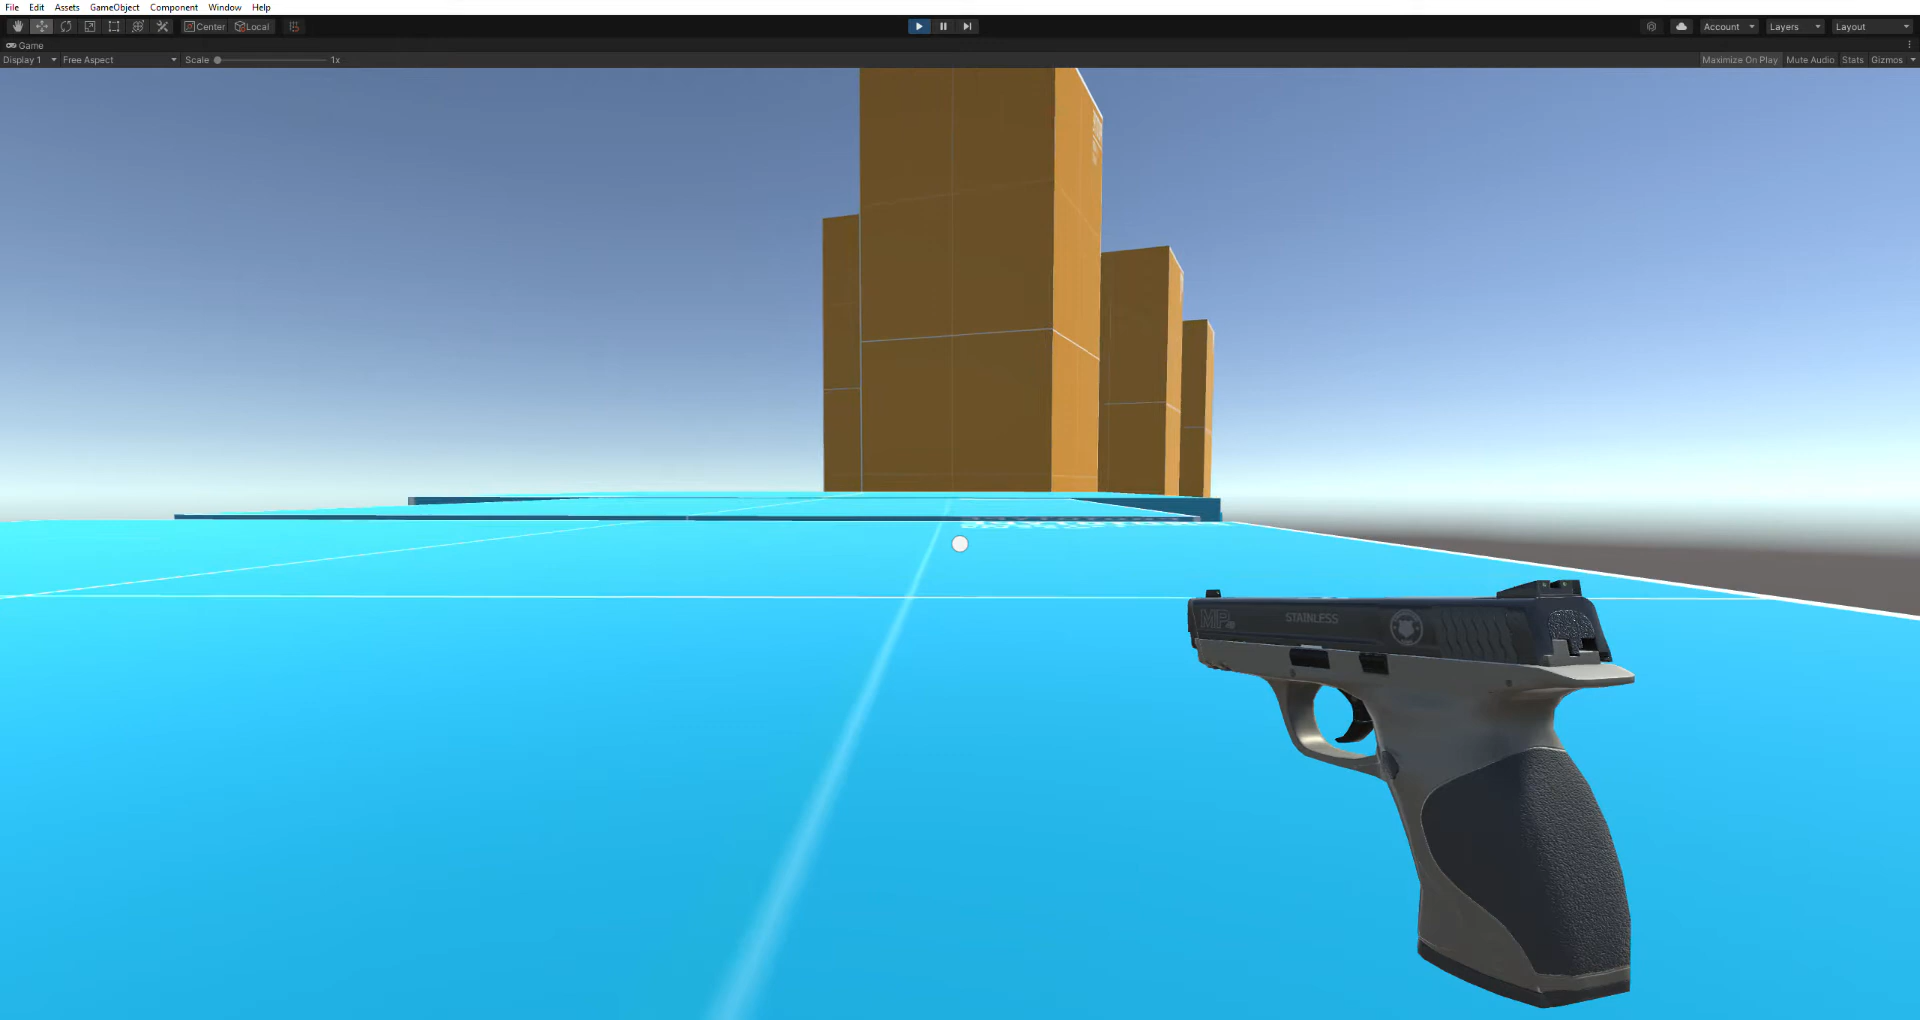 File Edit Assets GameObject Component Window Help
Center Local Account Layers Layout
Game
Display 1 Free Aspect Scale 1x Maximize On Play Mute Audio Stats Gizmos
STAINLESS